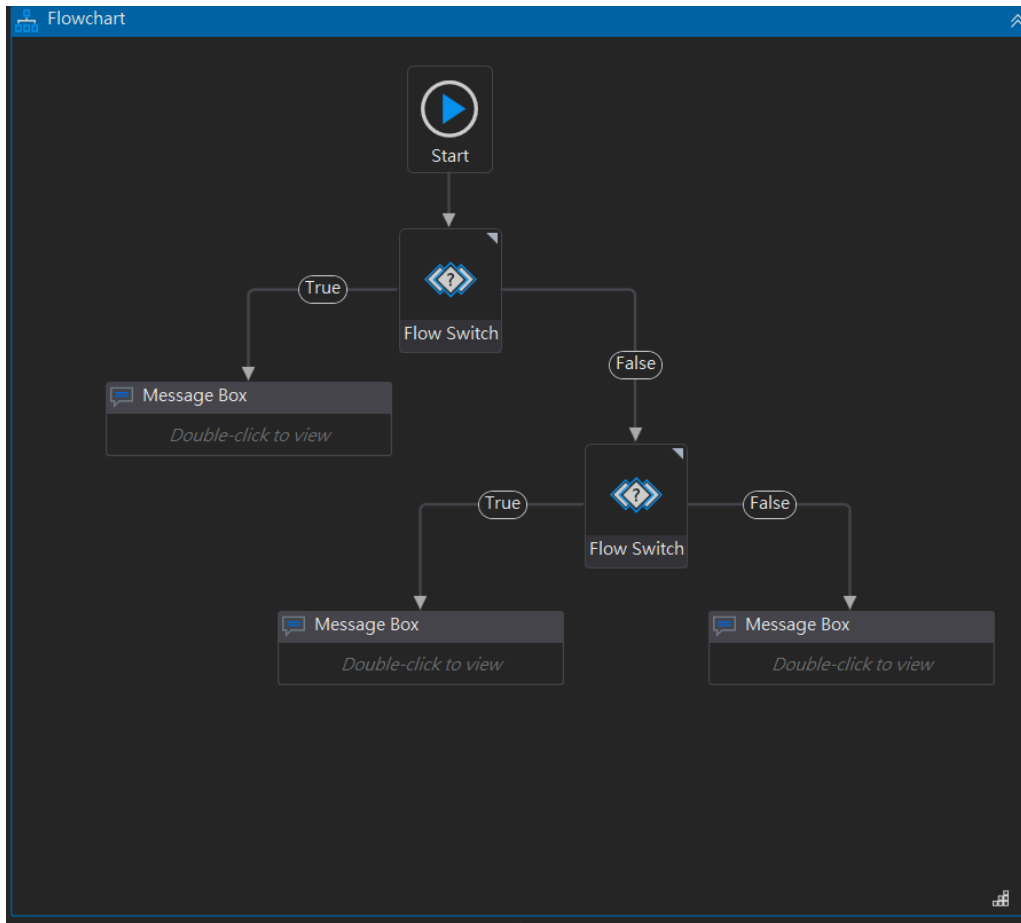 Flowchart
Start
True
Flow Switch
False
Message Box
Double-click to view
True
False
Flow Switch
Message Box
Double-click to view
Message Box
Double-click to view